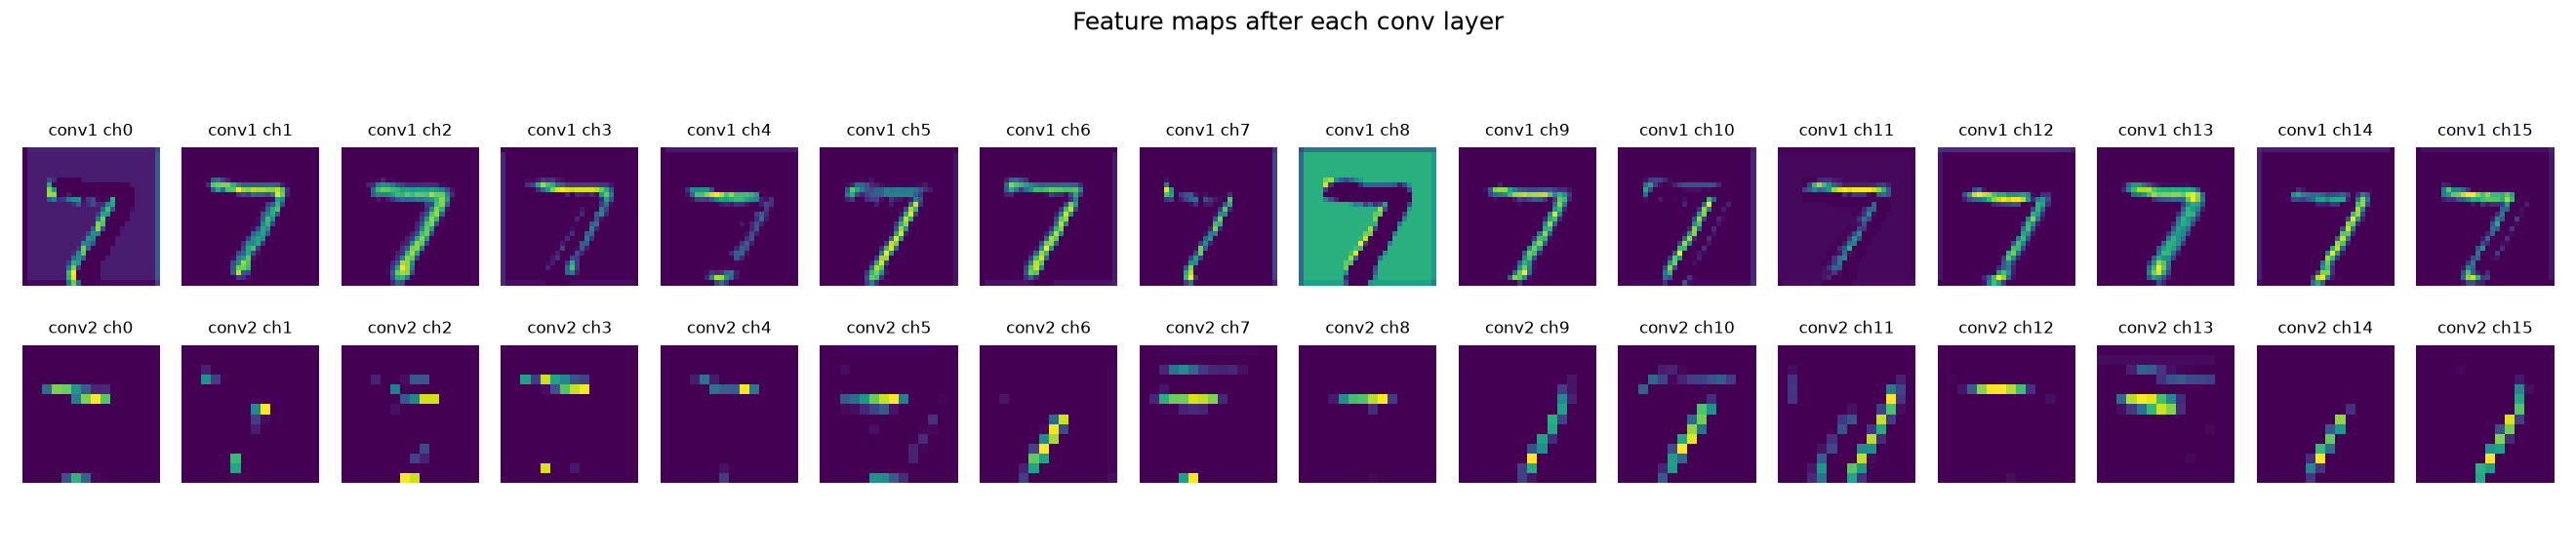 Feature maps after each conv layer
conv1 ch0 conv1 ch1 conv1 ch2 conv1 ch3 conv1 ch4 conv1 ch5 conv1 ch6 conv1 ch7 conv1 ch8 conv1 ch9 conv1 ch10 conv1 ch11 conv1 ch12 conv1 ch13 conv1 ch14 conv1 ch15
conv2 ch0 conv2 ch1 conv2 ch2 conv2 ch3 conv2 ch4 conv2 ch5 conv2 ch6 conv2 ch7 conv2 ch8 conv2 ch9 conv2 ch10 conv2 ch11 conv2 ch12 conv2 ch13 conv2 ch14 conv2 ch15